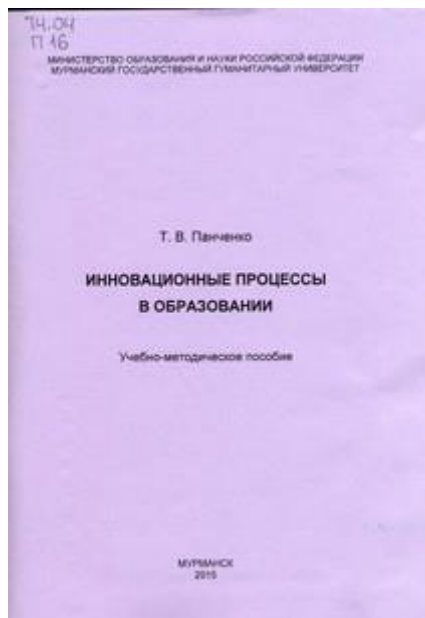 74.04
П 16
МИНИСТЕРСТВО ОБРАЗОВАНИЯ И НАУКИ РОССИЙСКОЙ ФЕДЕРАЦИИ
МУРМАНСКИЙ ГОСУДАРСТВЕННЫЙ ГУМАНИТАРНЫЙ УНИВЕРСИТЕТ
Т. В. Панченко
ИННОВАЦИОННЫЕ ПРОЦЕССЫ
В ОБРАЗОВАНИИ
Учебно-методическое пособие
МУРМАНСК
2015